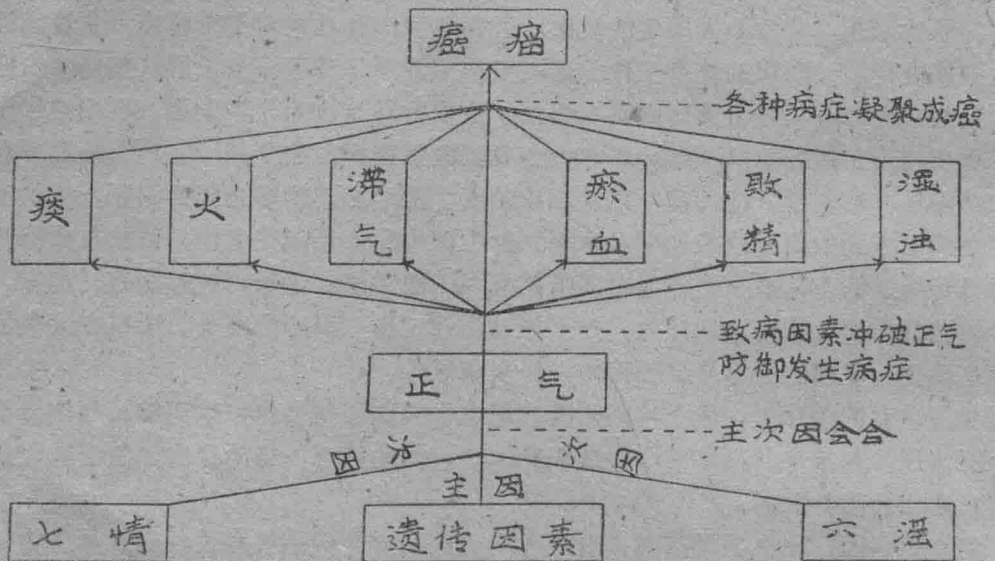 癌瘤
各种病症凝聚成癌
痰
火
滞气
瘀血
败精
湿浊
致病因素冲破正气
防御发生病症
正气
主次因会合
次因
次因
主因
七情
遗传因素
六淫